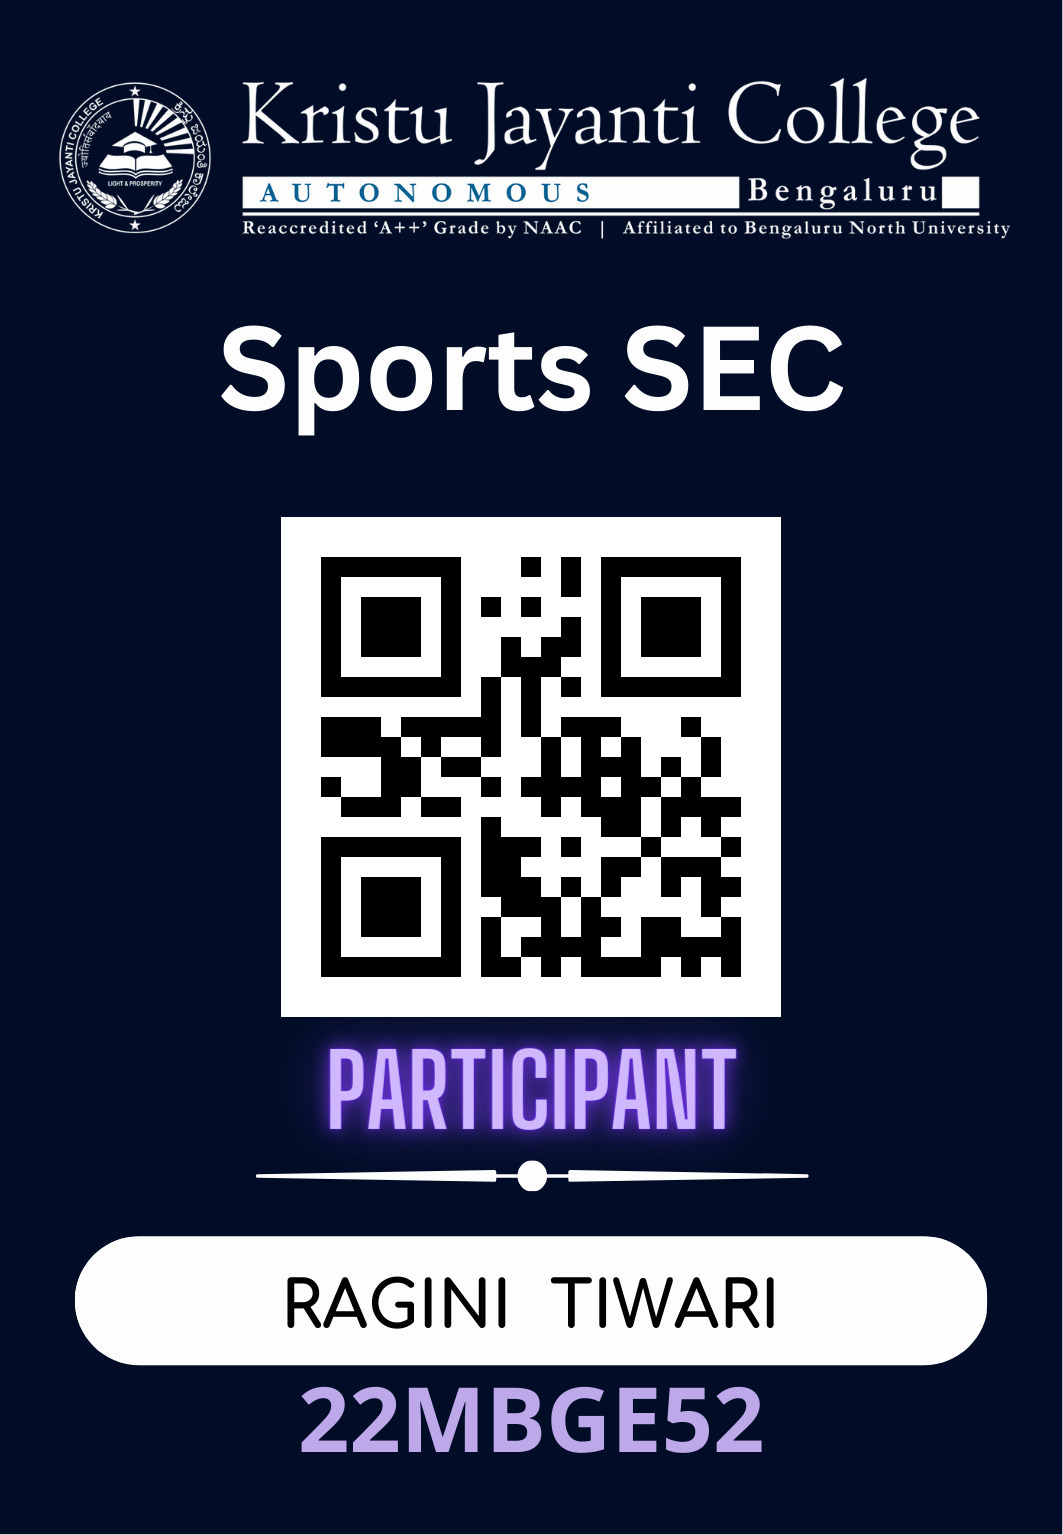 Kristu Jayanti College
AUTONOMOUS Bengaluru
Reaccredited ‘A++’ Grade by NAAC | Affiliated to Bengaluru North University
KRISTU JAYANTI COLLEGE
LIGHT & PROSPERITY
Sports SEC
PARTICIPANT
RAGINI TIWARI
22MBGE52